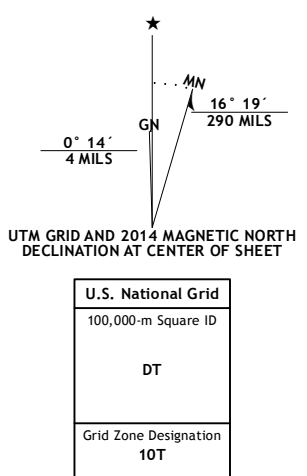 MN
GN
16° 19´
290 MILS
0° 14´
4 MILS
UTM GRID AND 2014 MAGNETIC NORTH
DECLINATION AT CENTER OF SHEET
U.S. National Grid
100,000-m Square ID
DT
Grid Zone Designation
10T